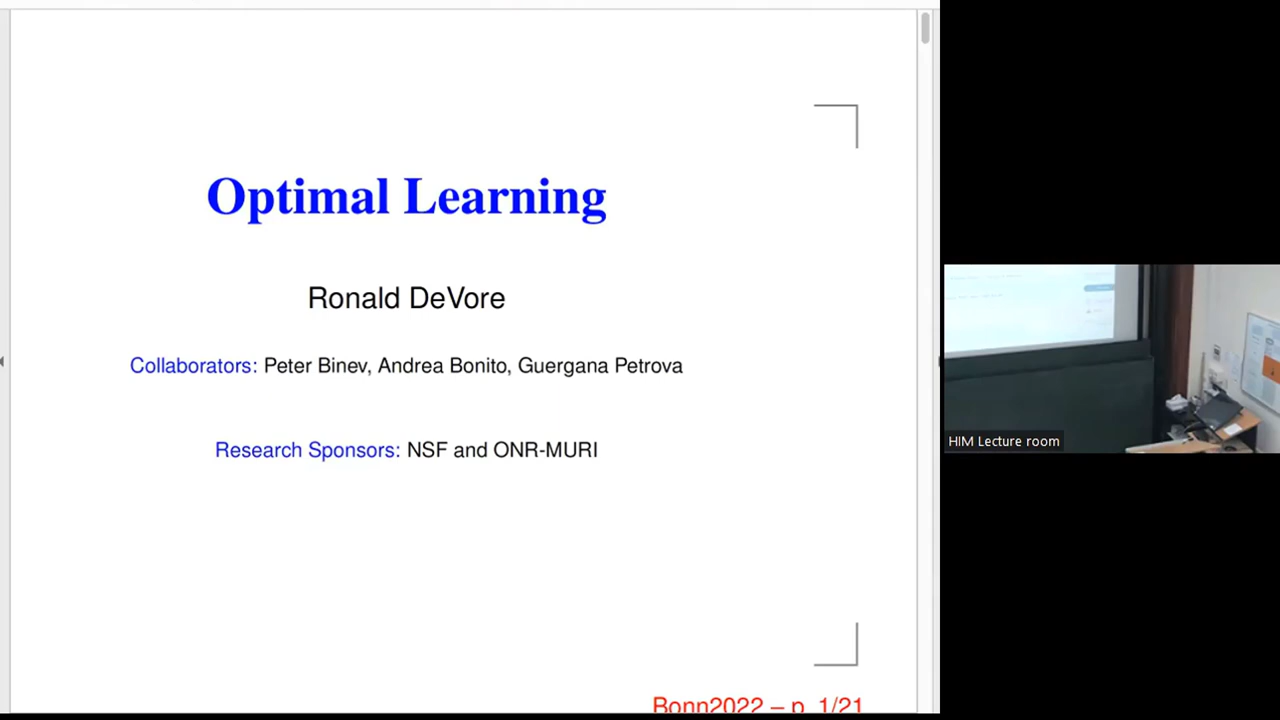 Optimal Learning
Ronald DeVore
Collaborators: Peter Binev, Andrea Bonito, Guergana Petrova
Research Sponsors: NSF and ONR-MURI
Bonn2022 – p. 1/21
HIM Lecture room